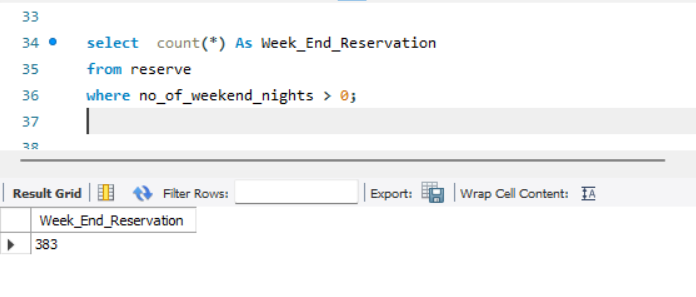 33
34 select count(*) As Week_End_Reservation
35 from reserve
36 where no_of_weekend_nights > 0;
37
38
Result Grid Filter Rows: Export: Wrap Cell Content: IA
Week_End_Reservation
383